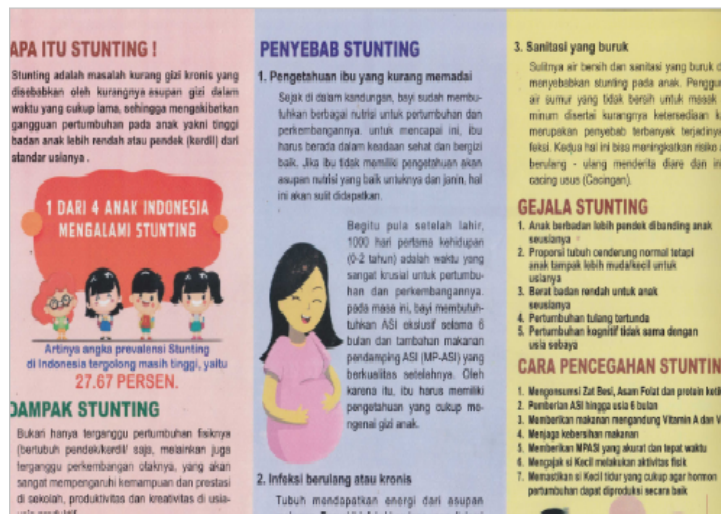 APA ITU STUNTING !
Stunting adalah masalah kurang gizi kronis yang
disebabkan oleh kurangnya asupan gizi dalam
waktu yang cukup lama, sehingga mengakibatkan
gangguan pertumbuhan pada anak yakni tinggi
badan anak lebih rendah atau pendek (kerdil) dari
standar usianya .
1 DARI 4 ANAK INDONESIA
MENGALAMI STUNTING
Artinya angka prevalensi Stunting
di Indonesia tergolong masih tinggi, yaitu
27.67 PERSEN.
DAMPAK STUNTING
Bukan hanya terganggu pertumbuhan fisiknya
(bertubuh pendek/kerdil/ saja, melainkan juga
terganggu perkembangan otaknya, yang akan
sangat mempengaruhi kemampuan dan prestasi
di sekolah, produktivitas dan kreativitas di usia-
PENYEBAB STUNTING
1. Pengetahuan ibu yang kurang memadai
Sejak di dalam kandungan, bayi sudah membu-
tuhkan berbagai nutrisi untuk pertumbuhan dan
perkembangannya. untuk mencapai ini, ibu
harus berada dalam keadaan sehat dan bergizi
baik. Jika ibu tidak memiliki pengetahuan akan
asupan nutrisi yang baik untuknya dan janin, hal
ini akan sulit didapatkan.
Begitu pula setelah lahir,
1000 hari pertama kehidupan
(0-2 tahun) adalah waktu yang
sangat krusial untuk pertumbu-
han dan perkembangannya.
pada masa ini, bayi membutuh-
tuhkan ASI ekslusif selama 6
bulan dan tambahan makanan
pendamping ASI (MP-ASI) yang
berkualitas setelahnya. Oleh
karena itu, ibu harus memiliki
pengetahuan yang cukup me-
ngenai gizi anak.
2. Infeksi berulang atau kronis
Tubuh mendapatkan energi dari asupan
3. Sanitasi yang buruk
Sulitnya air bersih dan sanitasi yang buruk
menyebabkan stunting pada anak.
air sumur yang tidak bersih untuk masak
minum disertai kurangnya ketersediaan
merupakan penyebab terbanyak
feksi. Kedua hal ini bisa meningkatkan risiko
berulang - ulang menderita diare dan
cacing usus (Cacingan).
GEJALA STUNTING
1. Anak berbadan lebih pendek dibanding anak
seusianya
2. Proporsi tubuh cenderung normal tetapi
anak tampak lebih muda/kecil untuk
usianya
3. Berat badan rendah untuk anak
seusianya
4. Pertumbuhan tulang tertunda
5. Pertumbuhan kognitif tidak sama dengan
usia sebaya
CARA PENCEGAHAN STUNTIN
1. Mengonsumsi Zat Besi, Asam Folat dan protein
2. Pemberian ASI hingga usia 6 bulan
3. Memberikan makanan mengandung Vitamin A dan
4. Menjaga kebersihan makanan
5. Memberikan MPASI yang akurat dan tepat waktu
6. Mengajak si Kecil melakukan aktivitas fisik
7. Memastikan si Kecil tidur yang cukup agar hormon
pertumbuhan dapat diproduksi secara baik